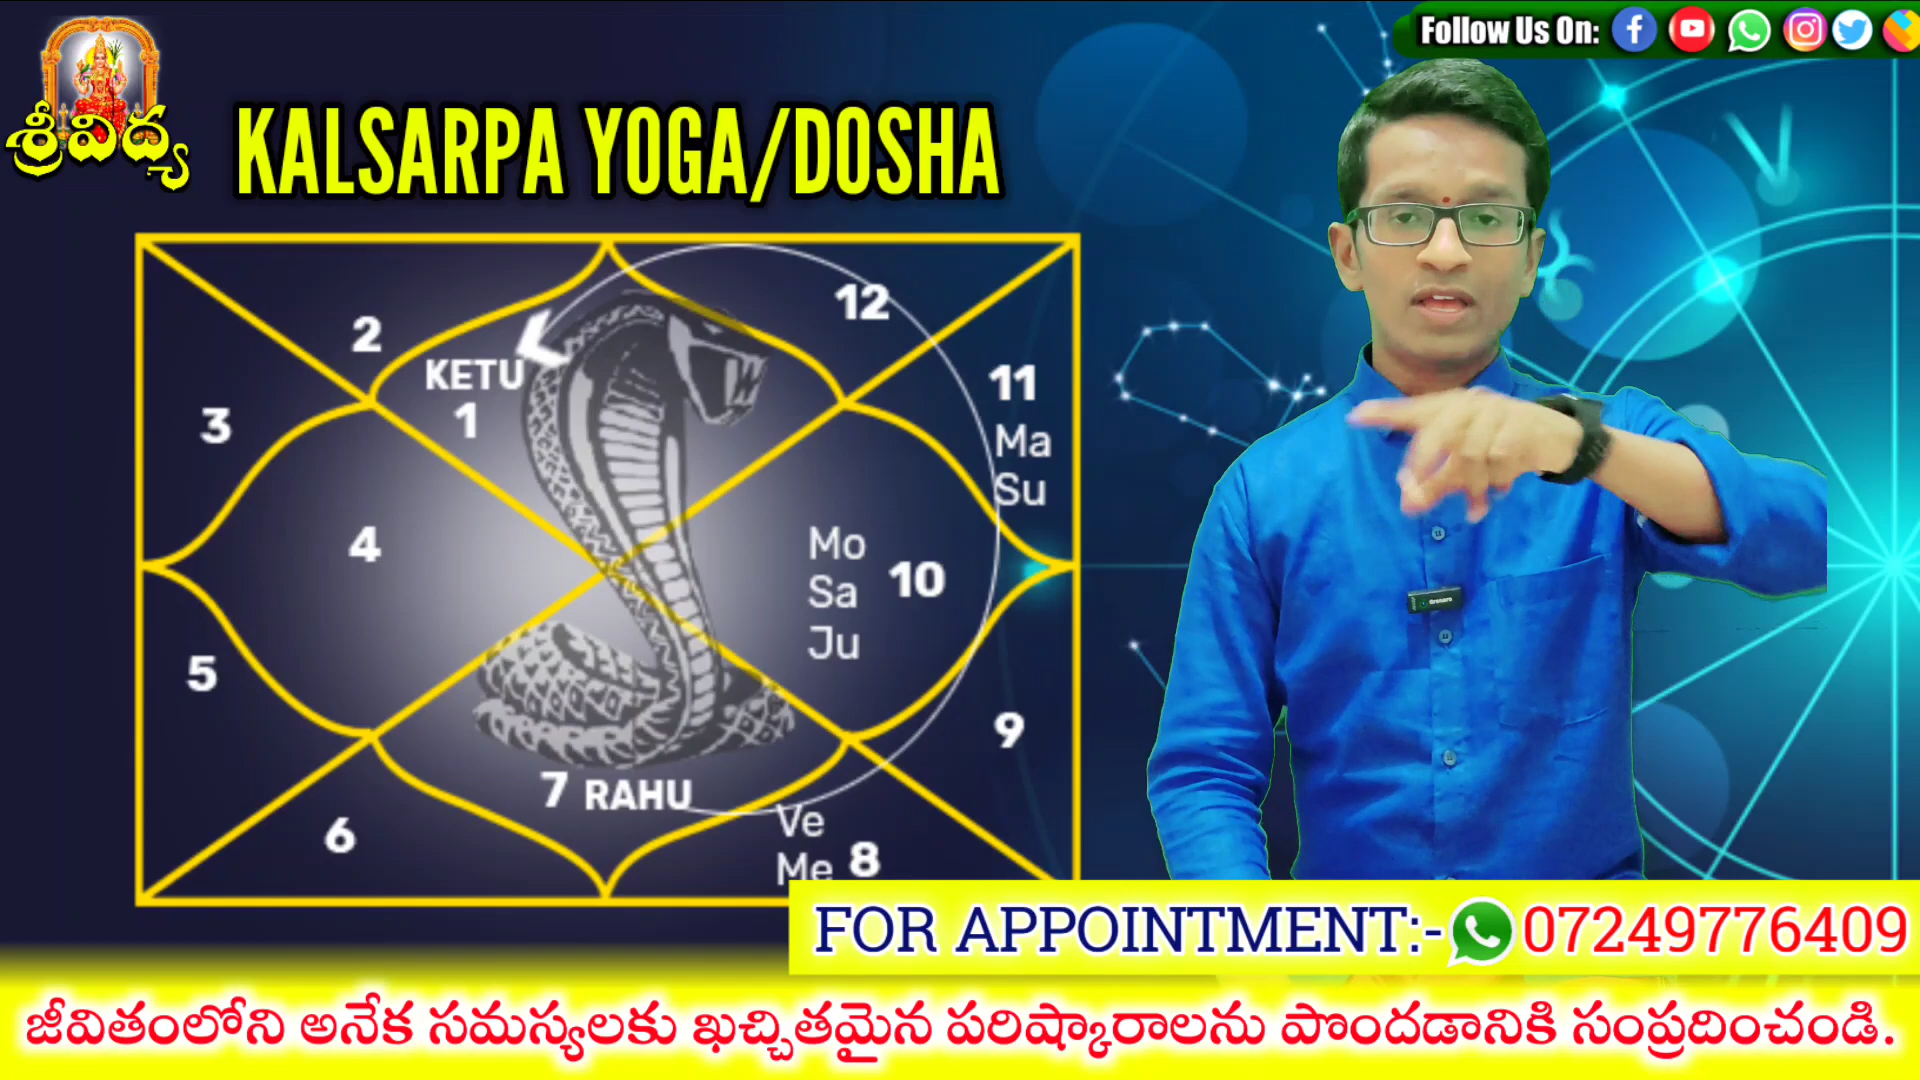 Follow Us On:
శ్రీవిద్య
KALSARPA YOGA/DOSHA
12
2
KETU
1
11
Ma
Su
3
Mo
4
10
Sa
Ju
5
9
7 RAHU
6
Ve
Me 8
FOR APPOINTMENT:- 07249776409
జీవితంలోని అనేక సమస్యలకు ఖచ్చితమైన పరిష్కారాలను పొందడానికి సంప్రదించండి.